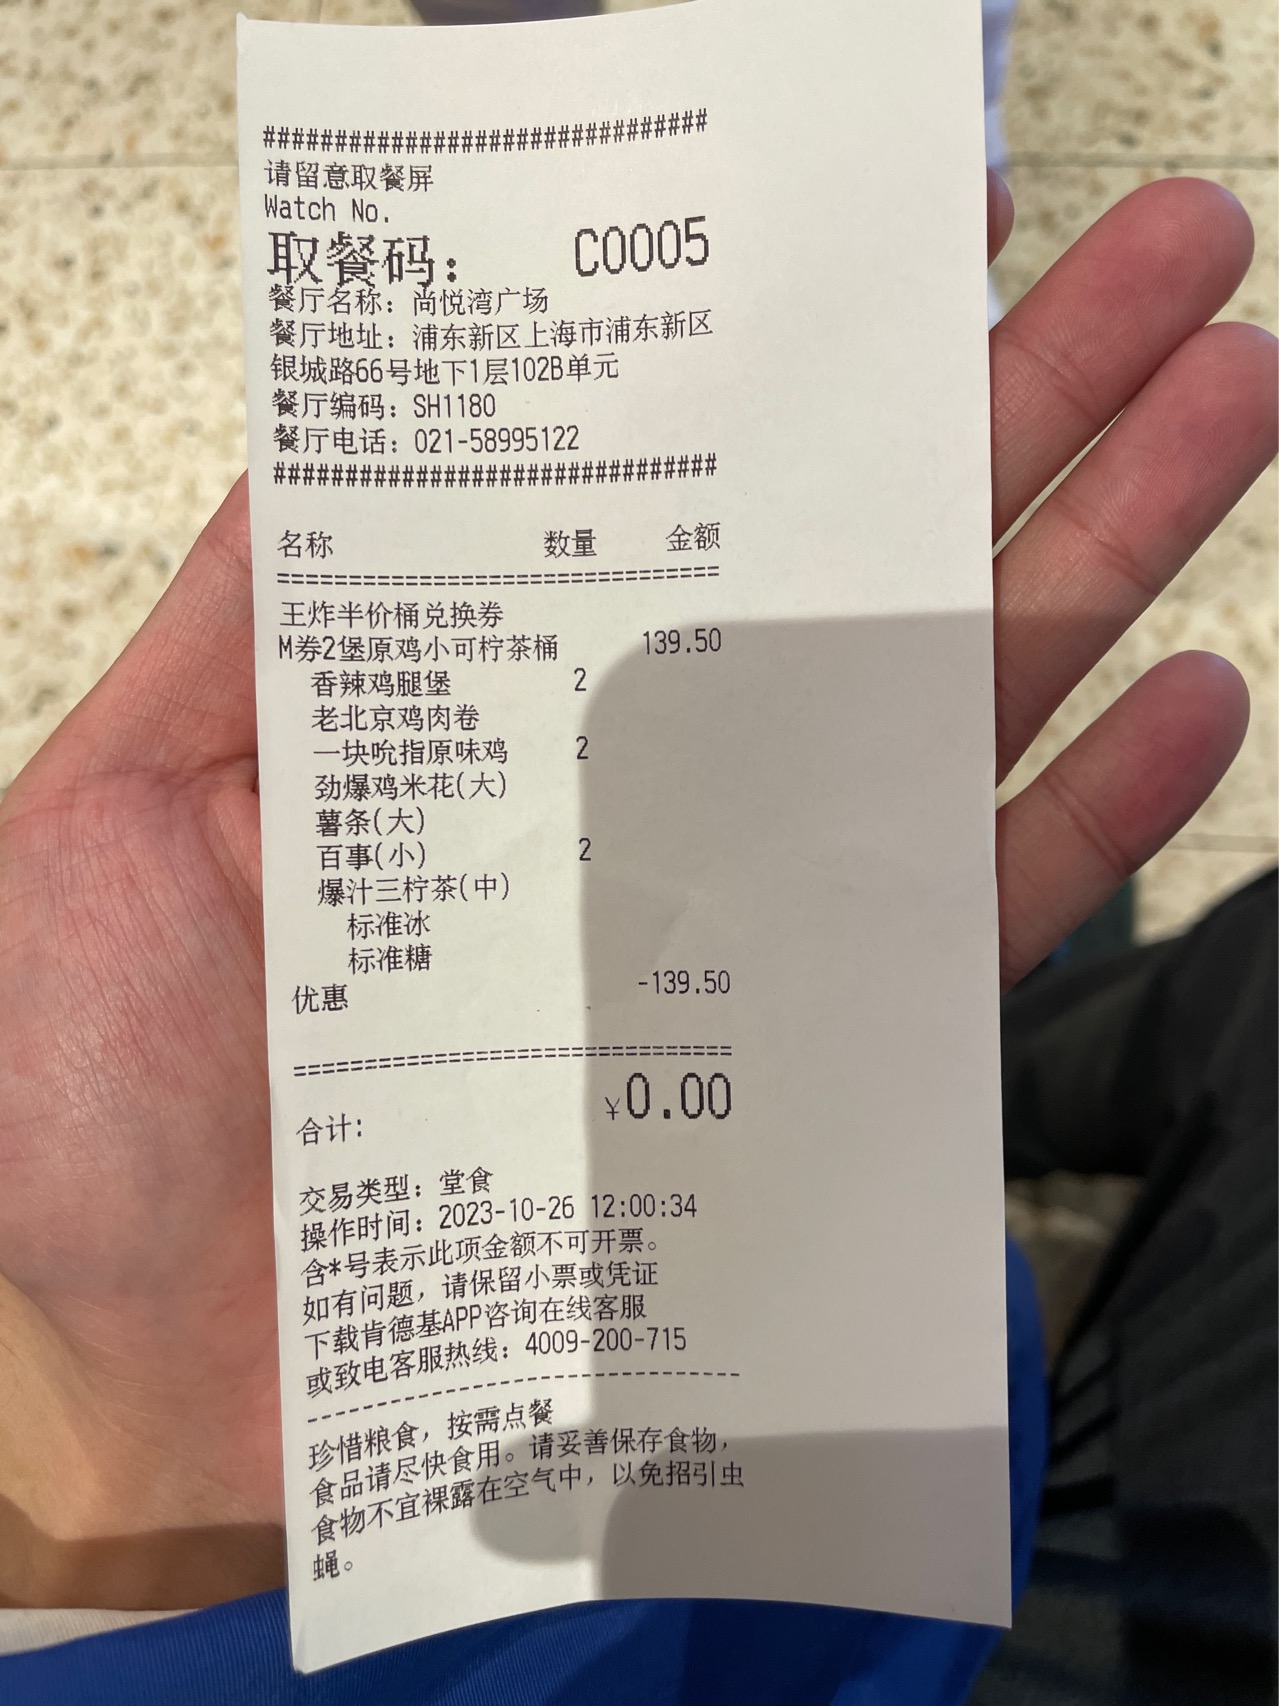 ###############################
请留意取餐屏
Watch No.
取餐码: C0005
餐厅名称: 尚悦湾广场
餐厅地址: 浦东新区上海市浦东新区
银城路66号地下1层102B单元
餐厅编码: SH1180
餐厅电话: 021-58995122
###############################
名称 数量 金额
===============================
王炸半价桶兑换券
M券2堡原鸡小可柠茶桶 139.50
香辣鸡腿堡 2
老北京鸡肉卷
一块吮指原味鸡 2
劲爆鸡米花(大)
薯条(大)
百事(小) 2
爆汁三柠茶(中)
标准冰
标准糖
优惠 -139.50
===============================
合计: ¥0.00
交易类型: 堂食
操作时间: 2023-10-26 12:00:34
含*号表示此项金额不可开票。
如有问题, 请保留小票或凭证
下载肯德基APP咨询在线客服
或致电客服热线: 4009-200-715
-------------------------------
珍惜粮食, 按需点餐
食品请尽快食用。请妥善保存食物,
食物不宜裸露在空气中, 以免招引虫
蝇。